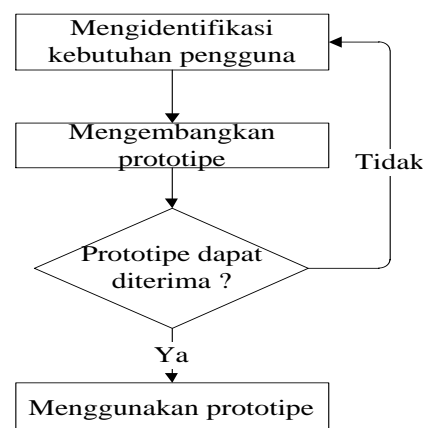 Mengidentifikasi
kebutuhan pengguna
Mengembangkan
prototipe
Tidak
Prototipe dapat
diterima ?
Ya
Menggunakan prototipe